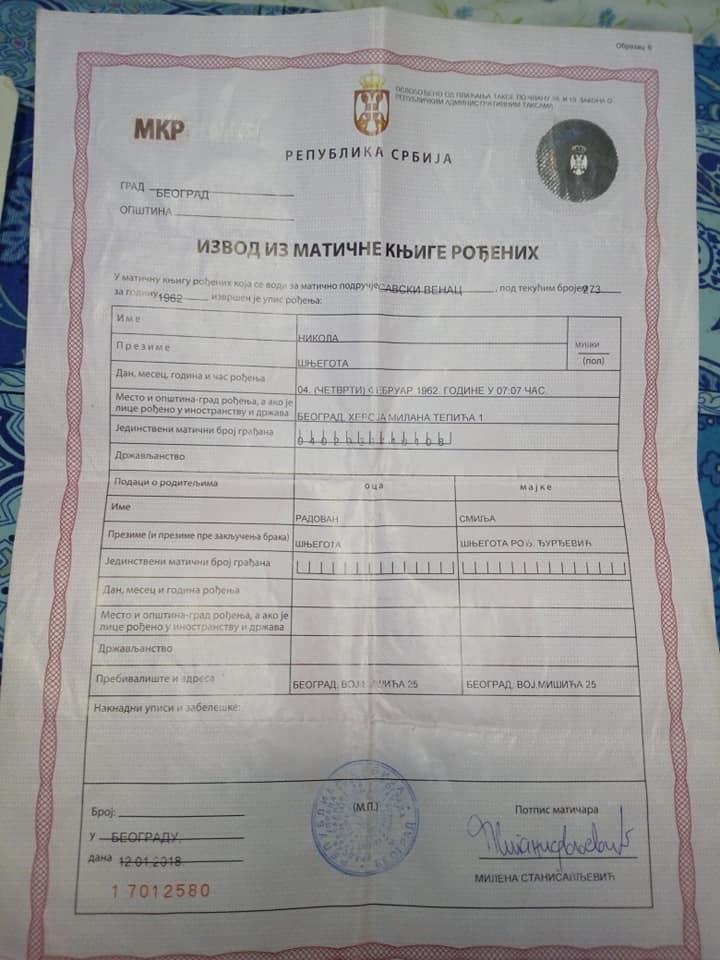 Образац 6
ОСЛОБОЂЕНО ОД ПЛАЋАЊА ТАКСЕ ПО ЧЛАНУ 18. И 19. ЗАКОНА О
РЕПУБЛИЧКИМ АДМИНИСТРАТИВНИМ ТАКСАМА
МКР
РЕПУБЛИКА СРБИЈА
ГРАД БЕОГРАД
ОПШТИНА
ИЗВОД ИЗ МАТИЧНЕ КЊИГЕ РОЂЕНИХ
У матичну књигу рођених која се води за матично подручје САВСКИ ВЕНАЦ, под текућим бројем 273
за годину 1962 извршен је упис рођења:
Име НИКОЛА
Презиме ШЊЕГОТА
МУШКИ
(пол)
Дан, месец, година и час рођења 04. (ЧЕТВРТИ) ФЕБРУАР 1962. ГОДИНЕ У 07:07 ЧАС.
Место и општина-град рођења, а ако је
лице рођено у иностранству и држава БЕОГРАД, ХЕРОЈА МИЛАНА ТЕПИЋА 1
Јединствени матични број грађана
Држављанство
Подаци о родитељима оца мајке
Име РАДОВАН СМИЉА
Презиме (и презиме пре закључења брака) ШЊЕГОТА ШЊЕГОТА РОЂ. ЂУРЂЕВИЋ
Јединствени матични број грађана
Дан, месец и година рођења
Место и општина-град рођења, а ако је
лице рођено у иностранству и држава
Држављанство
Пребивалиште и адреса БЕОГРАД, ВОЈ.МИШИЋА 25 БЕОГРАД, ВОЈ.МИШИЋА 25
Накнадни уписи и забелешке:
Број:
(М.П.)
Потпис матичара
У БЕОГРАДУ,
дана 12.01.2018.
МИЛЕНА СТАНИСАВЉЕВИЋ
1 7012580